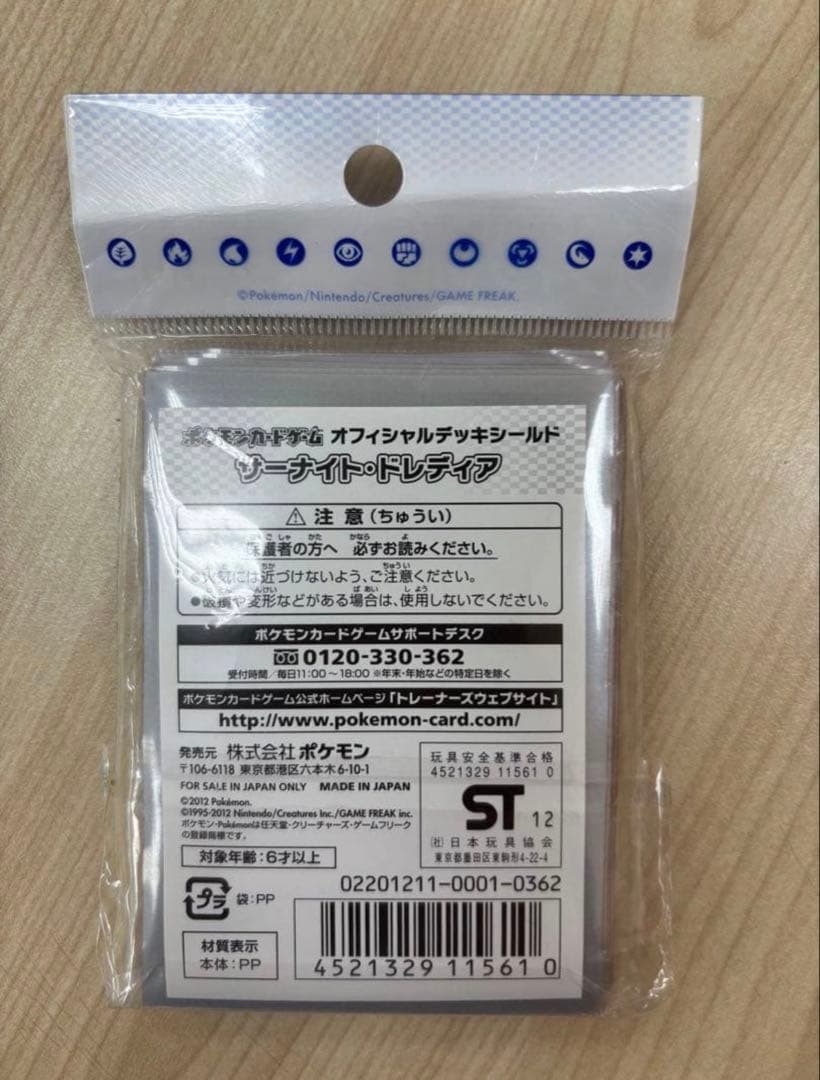 ©Pokémon/Nintendo/Creatures/GAME FREAK.
ポケモンカードゲーム オフィシャルデッキシールド
サーナイト・ドレディア
⚠ 注意(ちゅうい)
保護者の方へ 必ずお読みください。
●火気には近づけないよう、ご注意ください。
●破損や変形などがある場合は、使用しないでください。
ポケモンカードゲームサポートデスク
0120-330-362
受付時間/毎日11:00~18:00 ※年末・年始などの特定日を除く
ポケモンカードゲーム公式ホームページ「トレーナーズウェブサイト」
http://www.pokemon-card.com/
発売元 株式会社 ポケモン
〒106-6118 東京都港区六本木6-10-1
FOR SALE IN JAPAN ONLY MADE IN JAPAN
©2012 Pokémon.
©1995-2012 Nintendo/Creatures Inc./GAME FREAK inc.
ポケモン・Pokémonは任天堂・クリーチャーズ・ゲームフリーク
の登録商標です。
対象年齢:6才以上
玩具安全基準合格
4521329 11561 0
ST 12
(社)日本玩具協会
東京都墨田区東駒形4-22-4
プラ 袋:PP
材質表示
本体:PP
02201211-0001-0362
4521329 115610